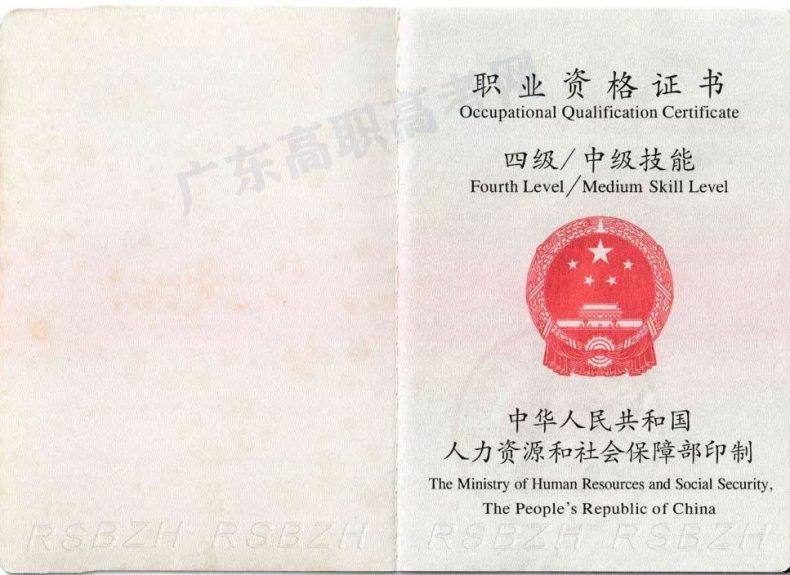 广东高职高考网
职业资格证书
Occupational Qualification Certificate
四级/中级技能
Fourth Level/Medium Skill Level
中华人民共和国
人力资源和社会保障部印制
The Ministry of Human Resources and Social Security,
The People's Republic of China
RSBZH RSBZH RSBZH RSBZH